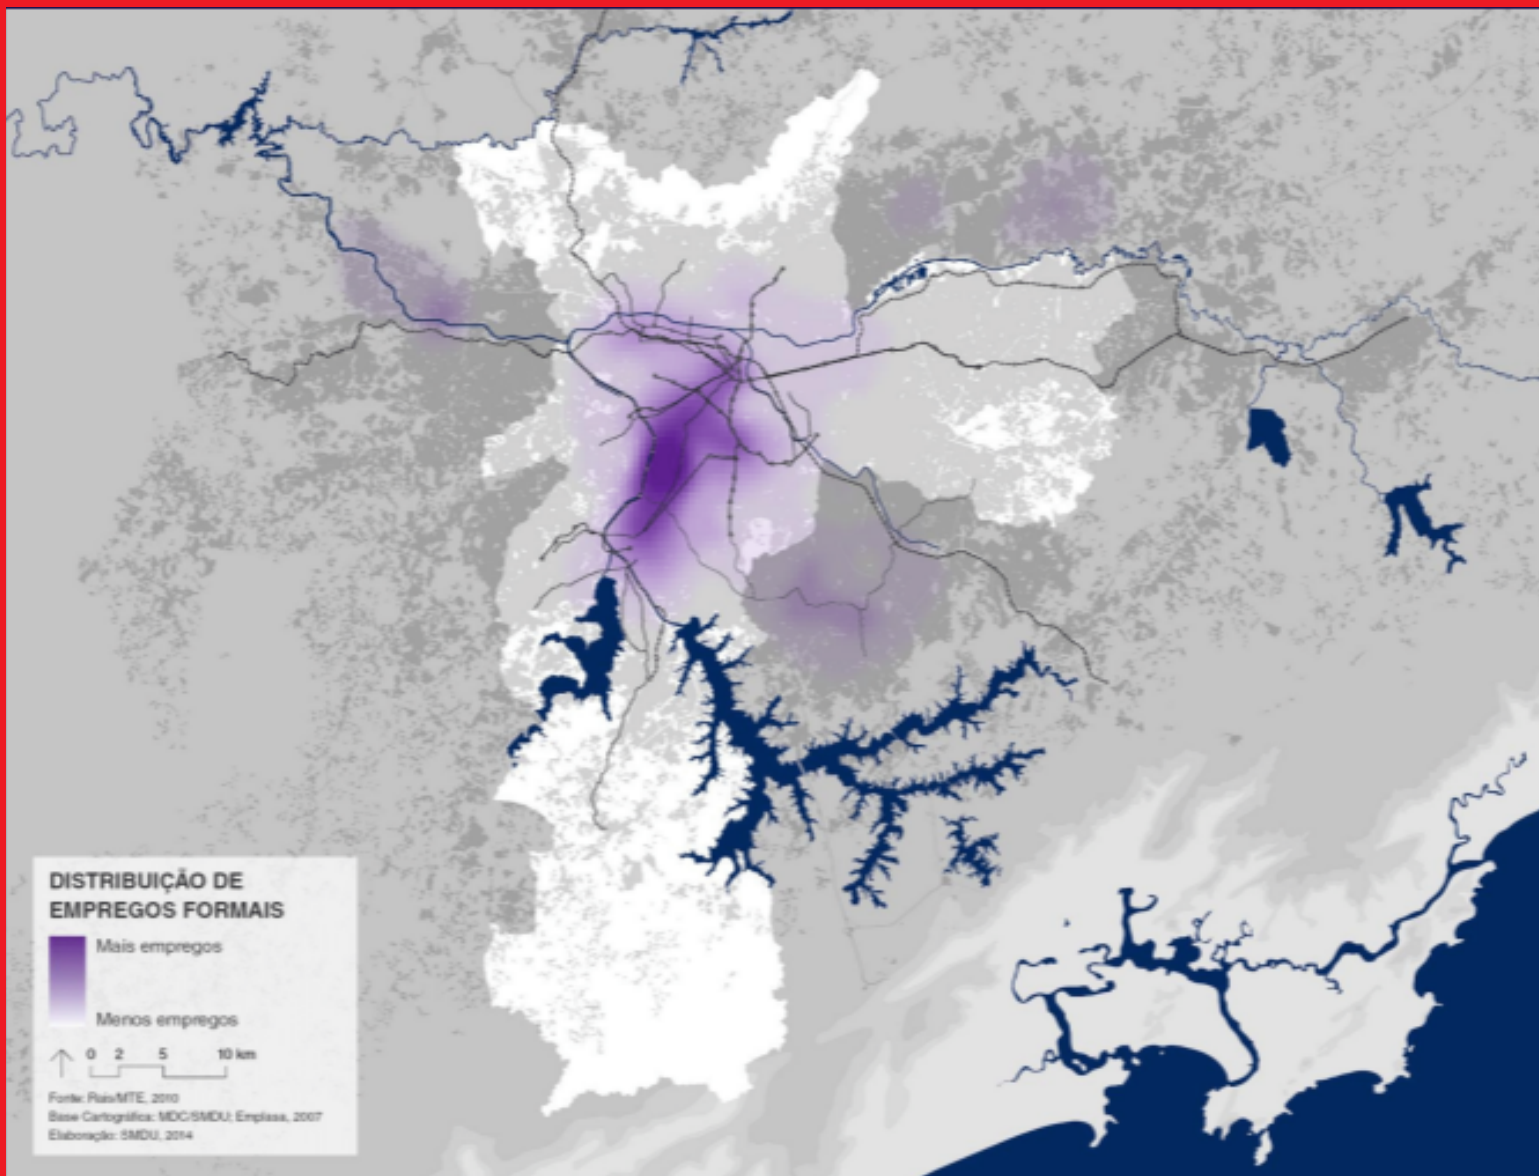 DISTRIBUIÇÃO DE
EMPREGOS FORMAIS
Mais empregos
Menos empregos
0 2 5 10 km
Fonte: Rais/MTE, 2010
Base Cartográfica: MDC/SMDU; Emplasa, 2007
Elaboração: SMDU, 2014